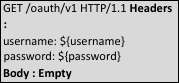 GET /oauth/v1 HTTP/1.1 Headers
:
username: ${username}
password: ${password}
Body : Empty